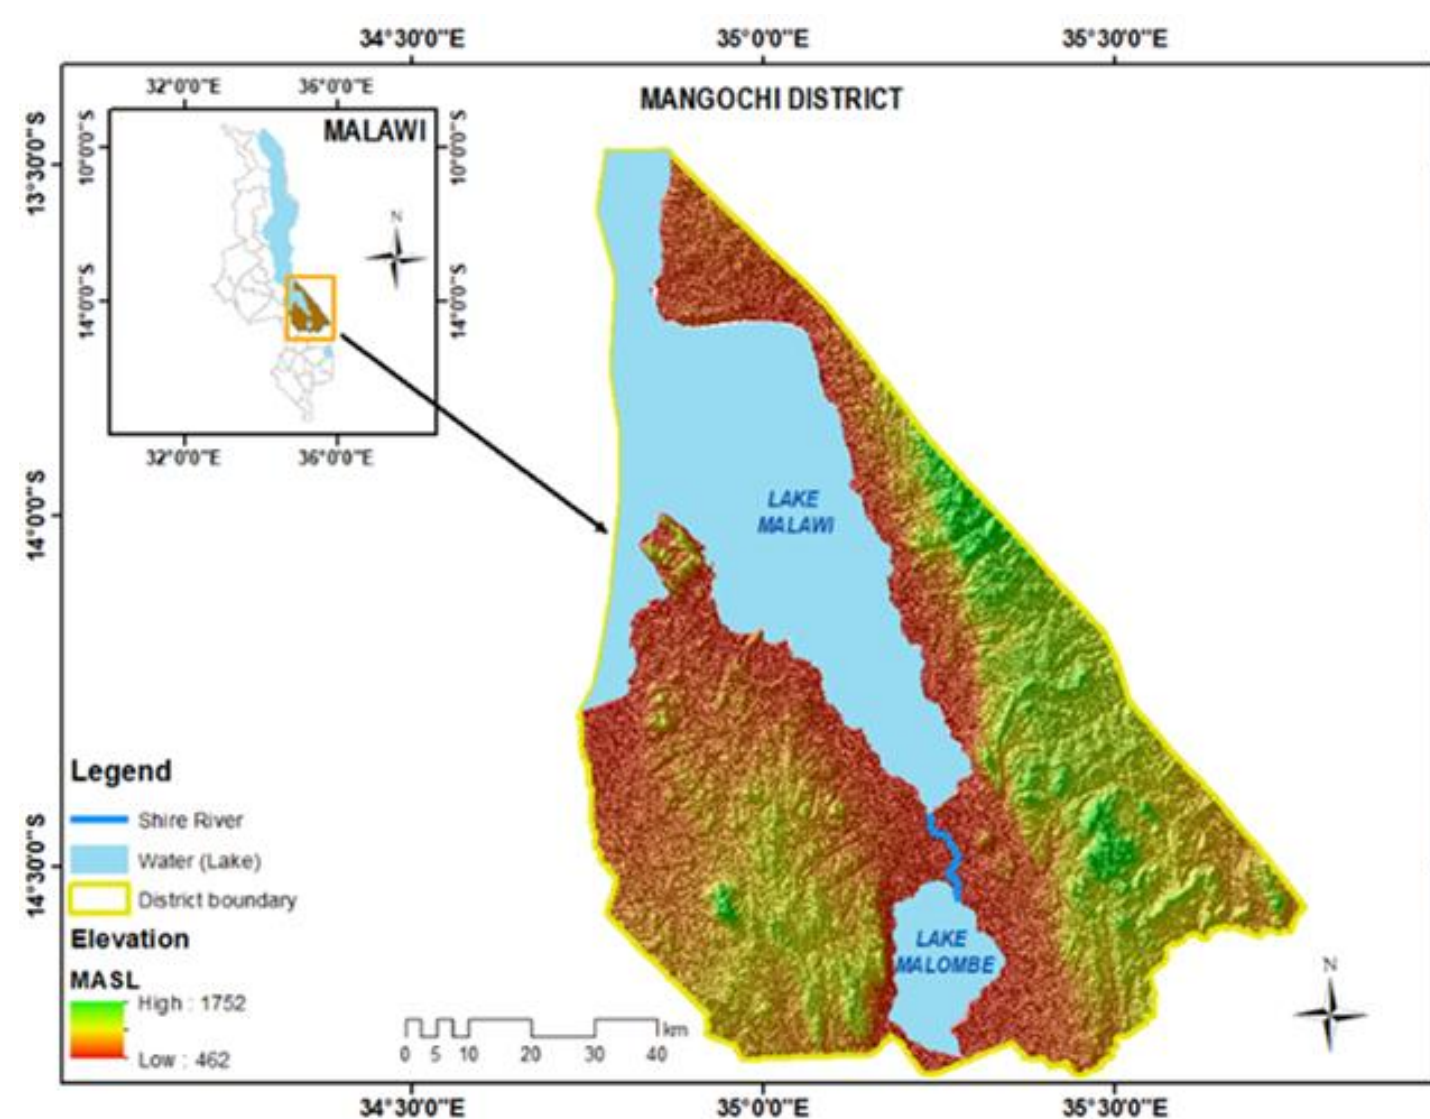 34°30'0"E 35°0'0"E 35°30'0"E
MANGOCHI DISTRICT
32°0'0"E 36°0'0"E
MALAWI
10°0'0"S
14°0'0"S
10°0'0"S
14°0'0"S
N
32°0'0"E 36°0'0"E
13°30'0"S
14°0'0"S
14°30'0"S
LAKE
MALAWI
LAKE
MALOMBE
Legend
Shire River
Water (Lake)
District boundary
Elevation
MASL
High : 1752
Low : 462
km
0 5 10 20 30 40
N
34°30'0"E 35°0'0"E 35°30'0"E